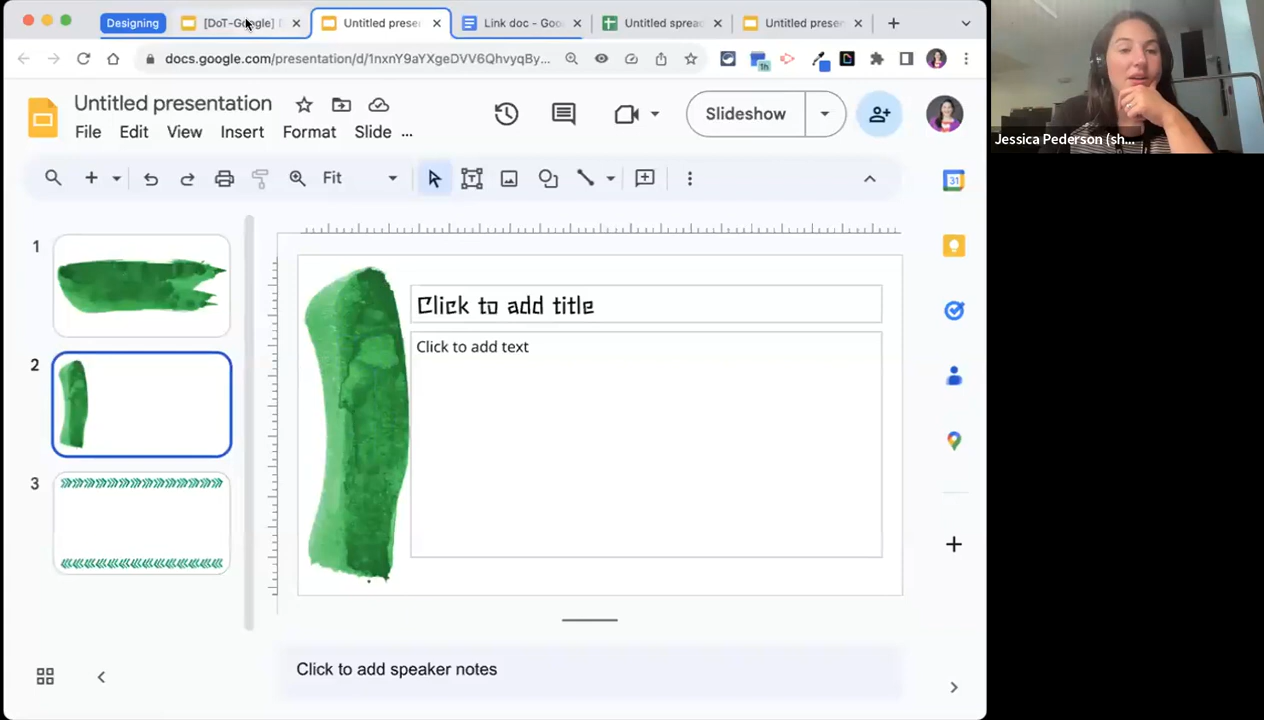 Designing
[DoT-Google]
Untitled presen
Link doc - Goo
Untitled spread
Untitled presen
docs.google.com/presentation/d/1nxnY9aYXgeDVV6QhvyqBy...
1h
Untitled presentation
File Edit View Insert Format Slide ...
Slideshow
Fit
31
1
2
3
Click to add title
Click to add text
Click to add speaker notes
Jessica Pederson (sh...